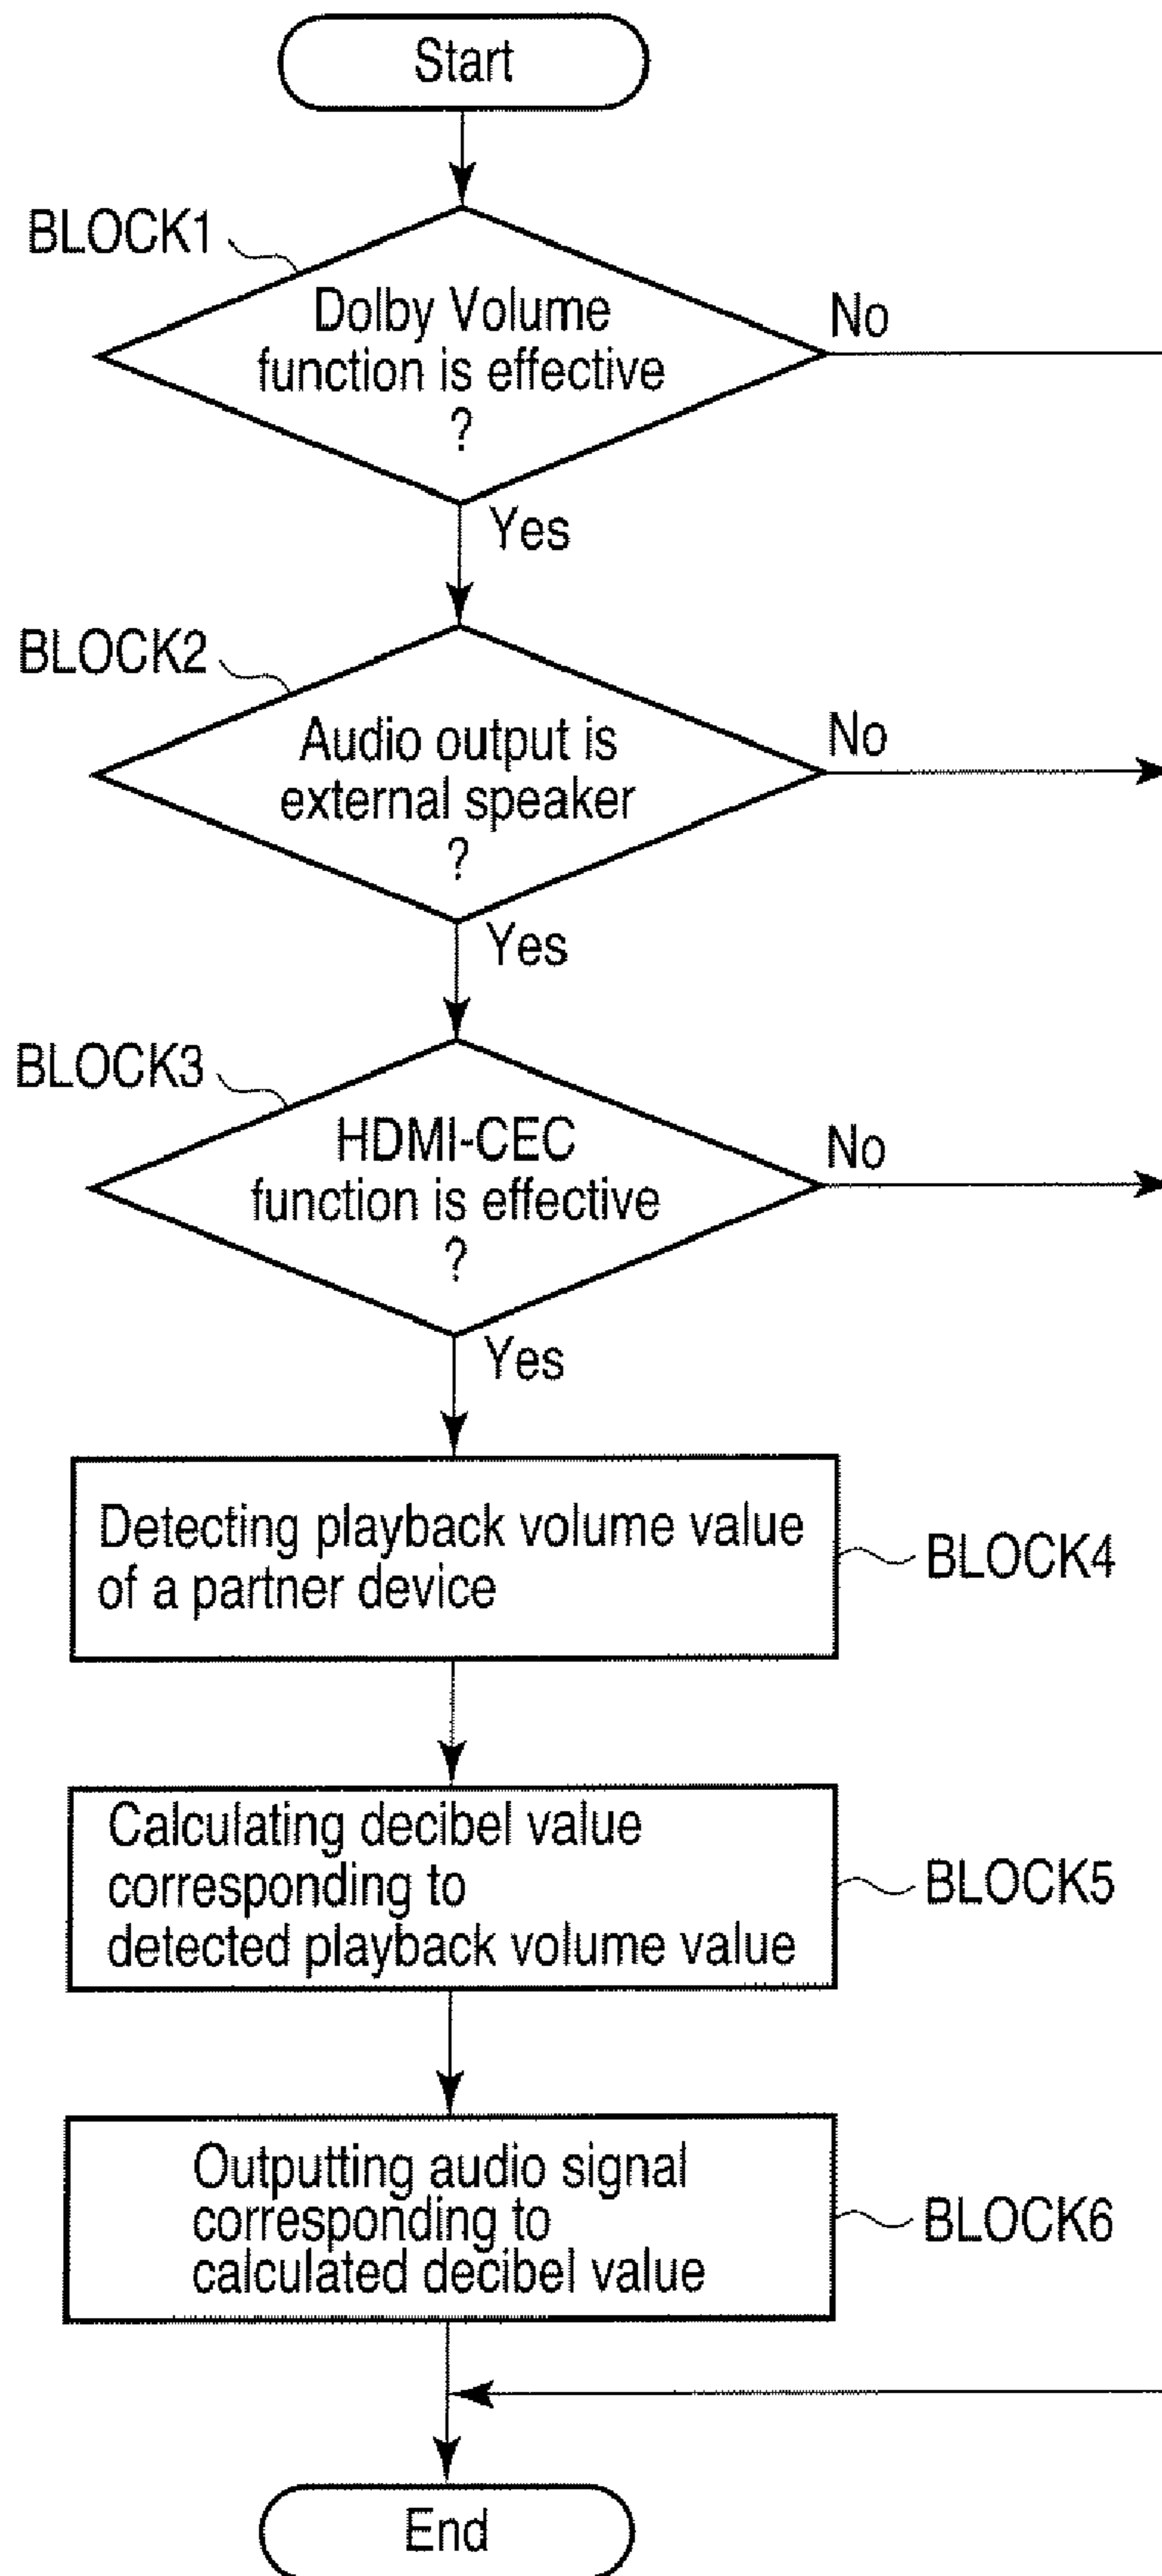 Start
BLOCK1
Dolby Volume
function is effective
?
No
Yes
BLOCK2
Audio output is
external speaker
?
No
Yes
BLOCK3
HDMI-CEC
function is effective
?
No
Yes
Detecting playback volume value
of a partner device
BLOCK4
Calculating decibel value
corresponding to
detected playback volume value
BLOCK5
Outputting audio signal
corresponding to
calculated decibel value
BLOCK6
End